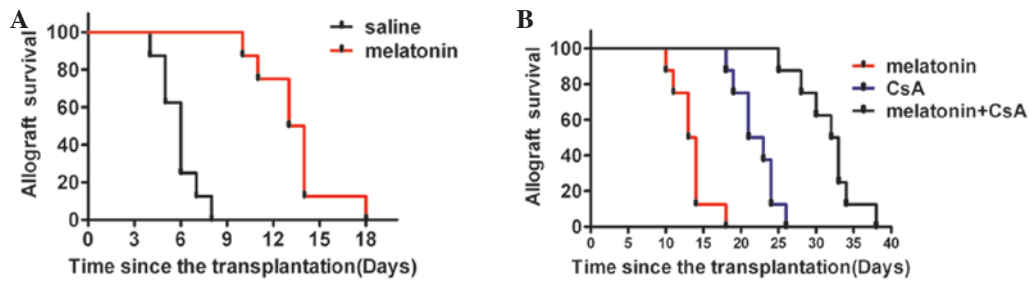 A
saline
melatonin
100
80
60
40
20
0
Allograft survival
0 3 6 9 12 15 18
Time since the transplantation(Days)
B
melatonin
CsA
melatonin+CsA
100
80
60
40
20
0
Allograft survival
0 5 10 15 20 25 30 35 40
Time since the transplantation(Days)